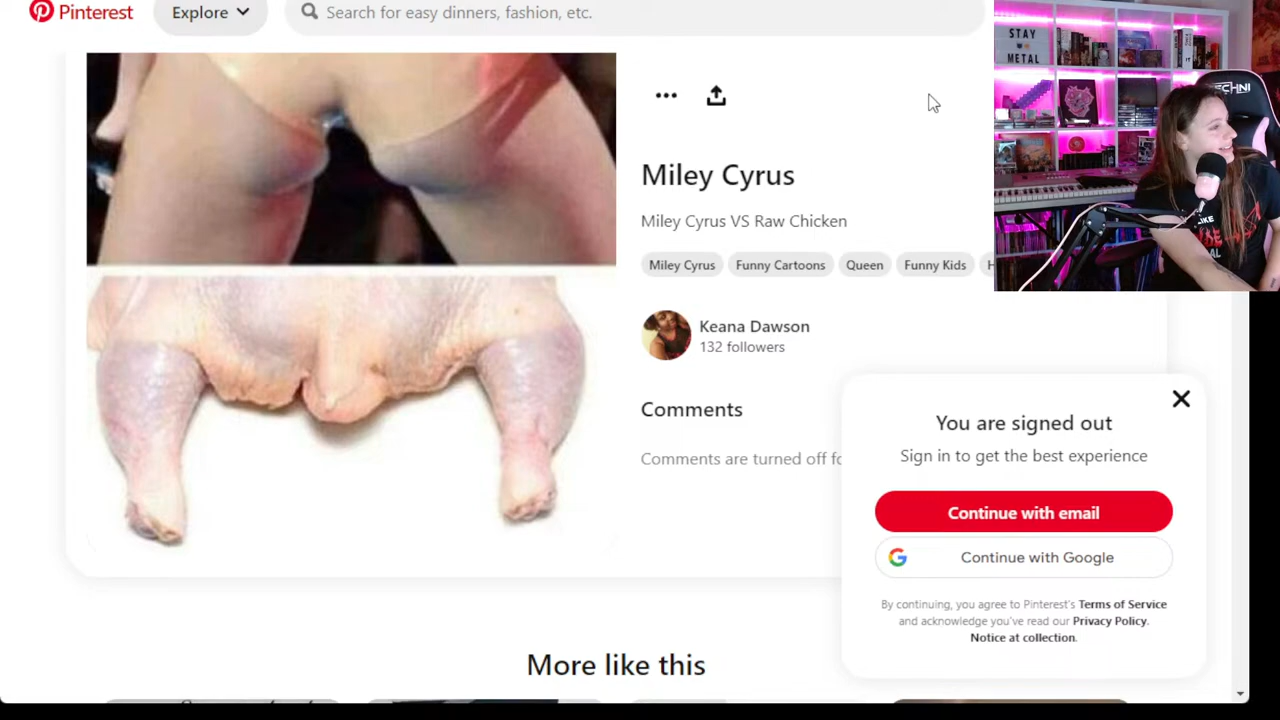 Pinterest
Explore
Search for easy dinners, fashion, etc.
STAY
METAL
TECHNI
Miley Cyrus
Miley Cyrus VS Raw Chicken
Miley Cyrus
Funny Cartoons
Queen
Funny Kids
H
LIKE
Keana Dawson
132 followers
Comments
Comments are turned off fo
You are signed out
Sign in to get the best experience
Continue with email
G
Continue with Google
By continuing, you agree to Pinterest's Terms of Service
and acknowledge you've read our Privacy Policy.
Notice at collection.
More like this